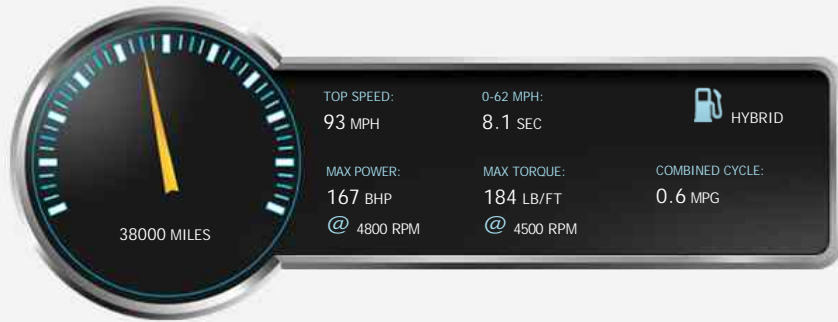 TOP SPEED:
93 MPH
0-62 MPH:
8.1 SEC
HYBRID
MAX POWER:
167 BHP
@ 4800 RPM
MAX TORQUE:
184 LB/FT
@ 4500 RPM
COMBINED CYCLE:
0.6 MPG
38000 MILES